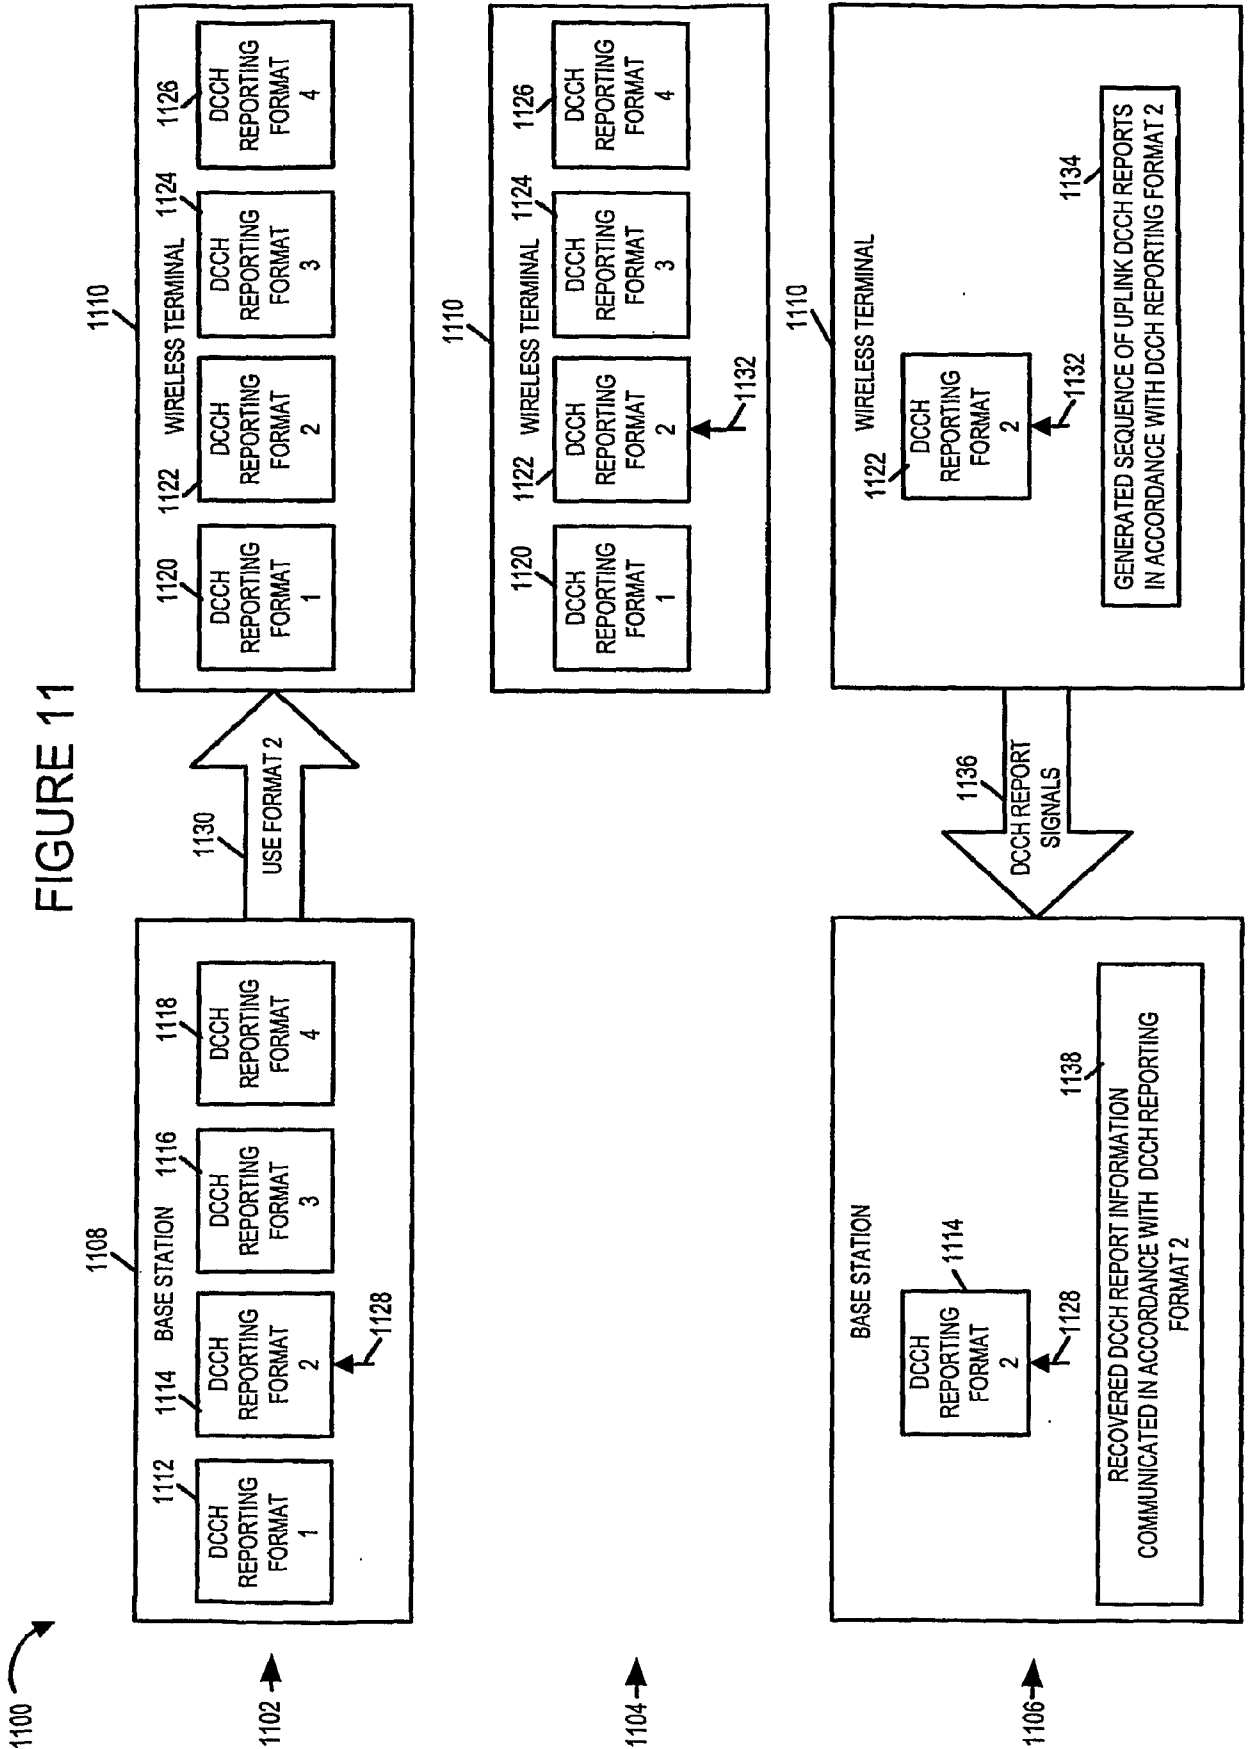 FIGURE 11
1100
1102
1108
BASE STATION
1112
DCCH
REPORTING
FORMAT
1
1114
DCCH
REPORTING
FORMAT
2
1128
1116
DCCH
REPORTING
FORMAT
3
1118
DCCH
REPORTING
FORMAT
4
1130
USE FORMAT 2
1110
WIRELESS TERMINAL
1120
DCCH
REPORTING
FORMAT
1
1122
DCCH
REPORTING
FORMAT
2
1124
DCCH
REPORTING
FORMAT
3
1126
DCCH
REPORTING
FORMAT
4
1104
1110
WIRELESS TERMINAL
1120
DCCH
REPORTING
FORMAT
1
1122
DCCH
REPORTING
FORMAT
2
1132
1124
DCCH
REPORTING
FORMAT
3
1126
DCCH
REPORTING
FORMAT
4
1106
BASE STATION
1114
DCCH
REPORTING
FORMAT
2
1128
1138
RECOVERED DCCH REPORT INFORMATION
COMMUNICATED IN ACCORDANCE WITH DCCH REPORTING
FORMAT 2
1136
DCCH REPORT
SIGNALS
1110
WIRELESS TERMINAL
1122
DCCH
REPORTING
FORMAT
2
1132
1134
GENERATED SEQUENCE OF UPLINK DCCH REPORTS
IN ACCORDANCE WITH DCCH REPORTING FORMAT 2